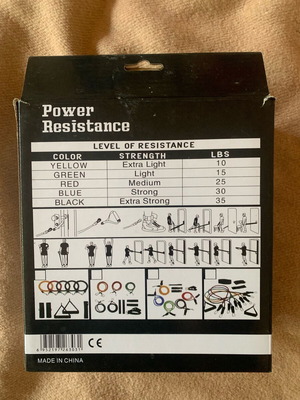 Power
Resistance
LEVEL OF RESISTANCE
COLOR STRENGTH LBS
YELLOW Extra Light 10
GREEN Light 15
RED Medium 25
BLUE Strong 30
BLACK Extra Strong 35
CE
MADE IN CHINA